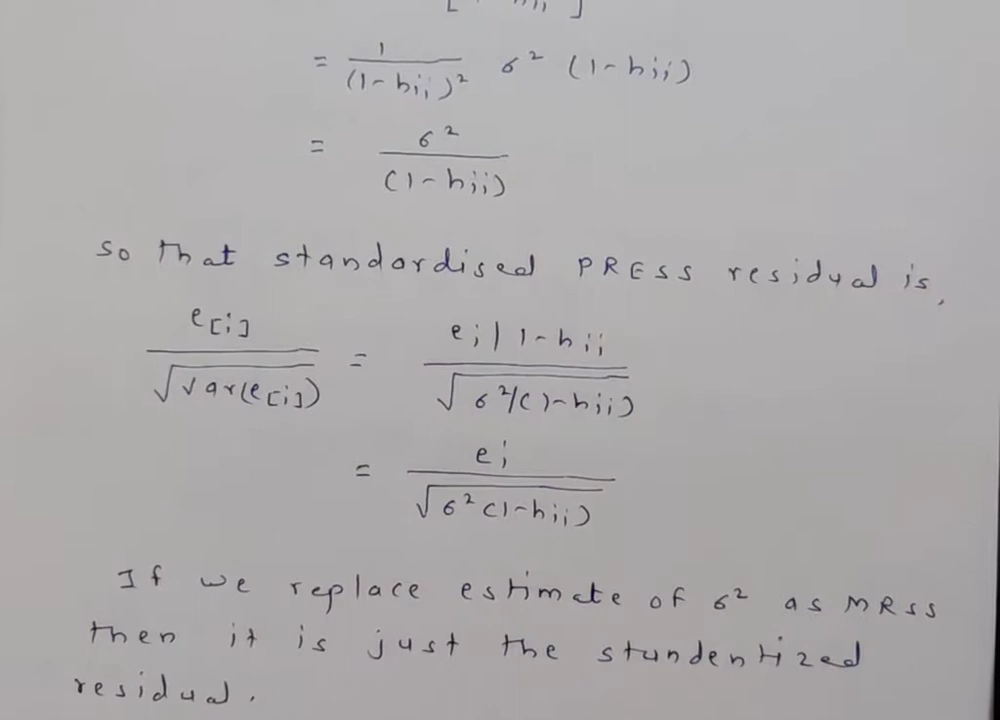 = 1/(1-hii)² σ² (1-hii)
= σ²/(1-hii)
so that standardised PRESS residual is,
e[i]/√var(e[i]) = ei|1-hii/√σ²/(1-hii)
= ei/√σ²(1-hii)
If we replace estimate of σ² as MRSS
then it is just the stundentized
residual.